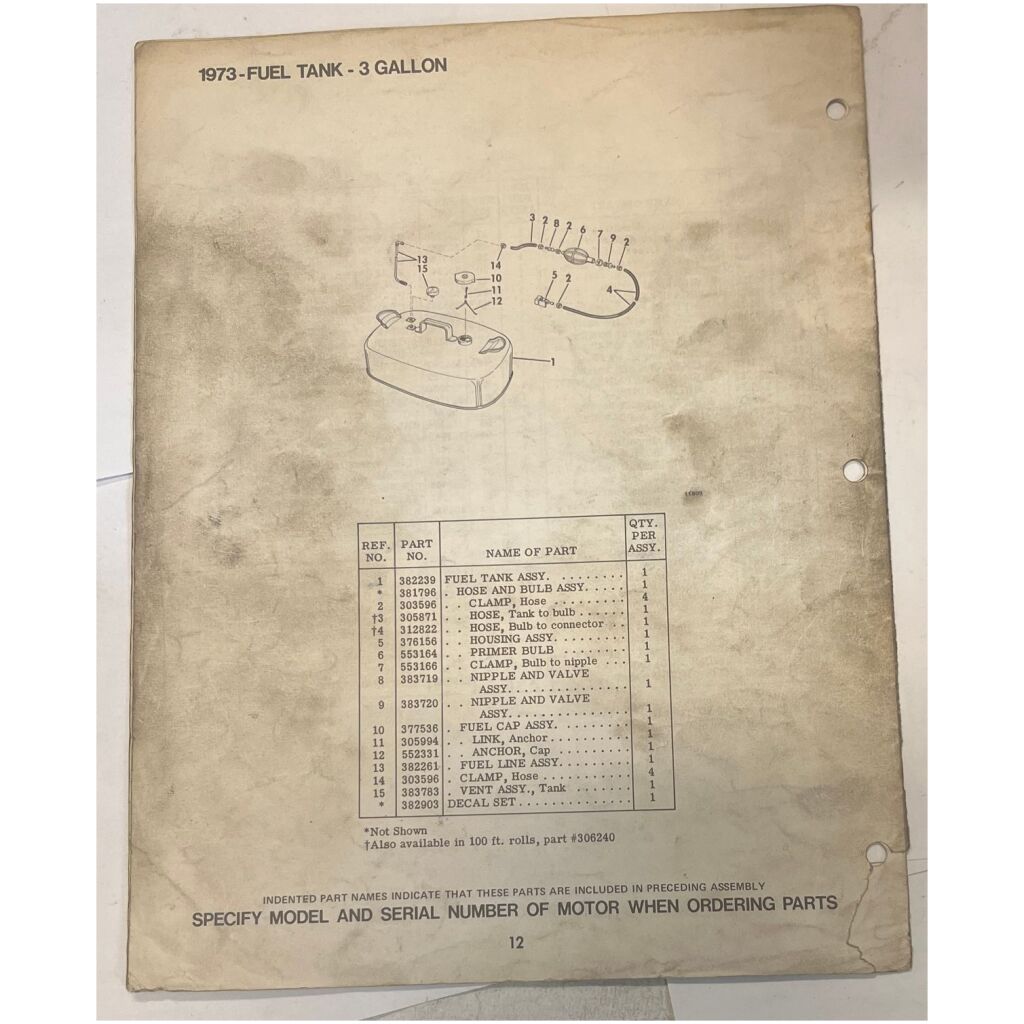 1973-FUEL TANK - 3 GALLON
3 2 8 2 6 7 9 2
13 14
15 10 5 2
11 4
12
1
REF. NO. PART NO. NAME OF PART QTY. PER ASSY.
1 382239 FUEL TANK ASSY. . . . . . . . . 1
* 381796 . HOSE AND BULB ASSY. . . . . 1
2 303596 . . CLAMP, Hose . . . . . . . . . 4
†3 305871 . . HOSE, Tank to bulb . . . . . . 1
†4 312822 . . HOSE, Bulb to connector . . 1
5 376156 . . HOUSING ASSY. . . . . . . . . 1
6 553164 . . PRIMER BULB . . . . . . . . 1
7 553166 . . CLAMP, Bulb to nipple . . . 1
8 383719 . . NIPPLE AND VALVE
ASSY. . . . . . . . . . . . . . . 1
9 383720 . . NIPPLE AND VALVE
ASSY. . . . . . . . . . . . . . . 1
10 377536 . FUEL CAP ASSY. . . . . . . . . 1
11 305994 . . LINK, Anchor . . . . . . . . . . 1
12 552331 . . ANCHOR, Cap . . . . . . . . . 1
13 382261 . FUEL LINE ASSY. . . . . . . . . 1
14 303596 . CLAMP, Hose . . . . . . . . . . . 4
15 383783 . VENT ASSY., Tank . . . . . . . 1
* 382903 DECAL SET . . . . . . . . . . . . . . 1
*Not Shown
†Also available in 100 ft. rolls, part #306240
INDENTED PART NAMES INDICATE THAT THESE PARTS ARE INCLUDED IN PRECEDING ASSEMBLY
SPECIFY MODEL AND SERIAL NUMBER OF MOTOR WHEN ORDERING PARTS
12